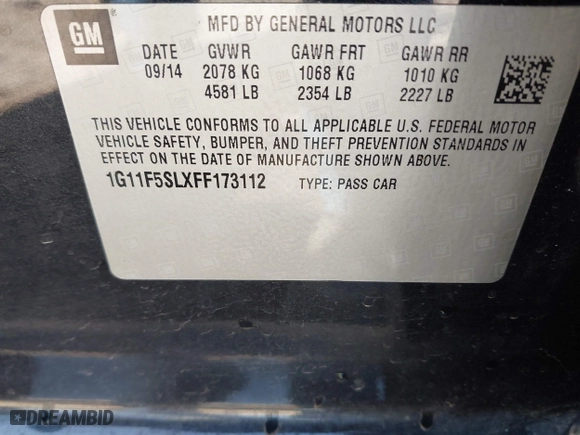 GM
MFD BY GENERAL MOTORS LLC
DATE GVWR GAWR FRT GAWR RR
09/14 2078 KG 1068 KG 1010 KG
4581 LB 2354 LB 2227 LB
THIS VEHICLE CONFORMS TO ALL APPLICABLE U.S. FEDERAL MOTOR
VEHICLE SAFETY, BUMPER, AND THEFT PREVENTION STANDARDS IN
EFFECT ON THE DATE OF MANUFACTURE SHOWN ABOVE.
1G11F5SLXFF173112 TYPE: PASS CAR
DREAMBID